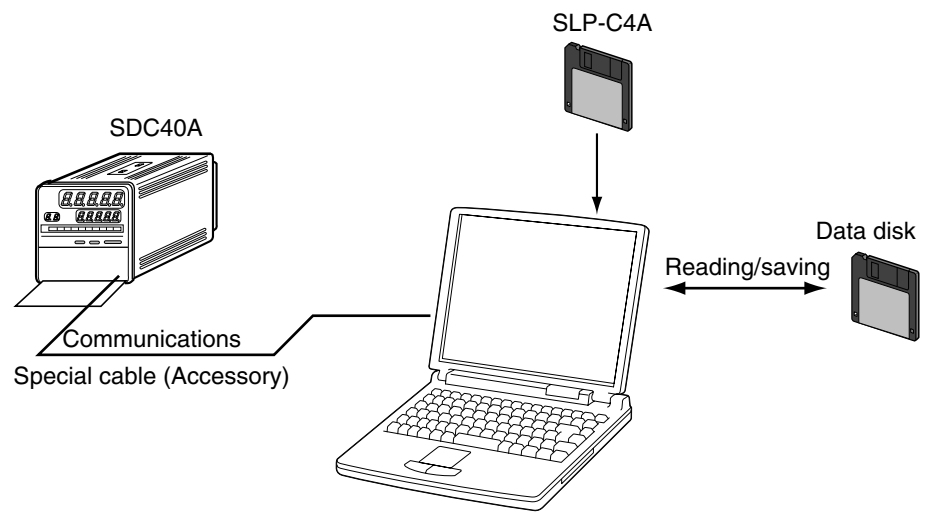 SLP-C4A
SDC40A
Data disk
Reading/saving
Communications
Special cable (Accessory)